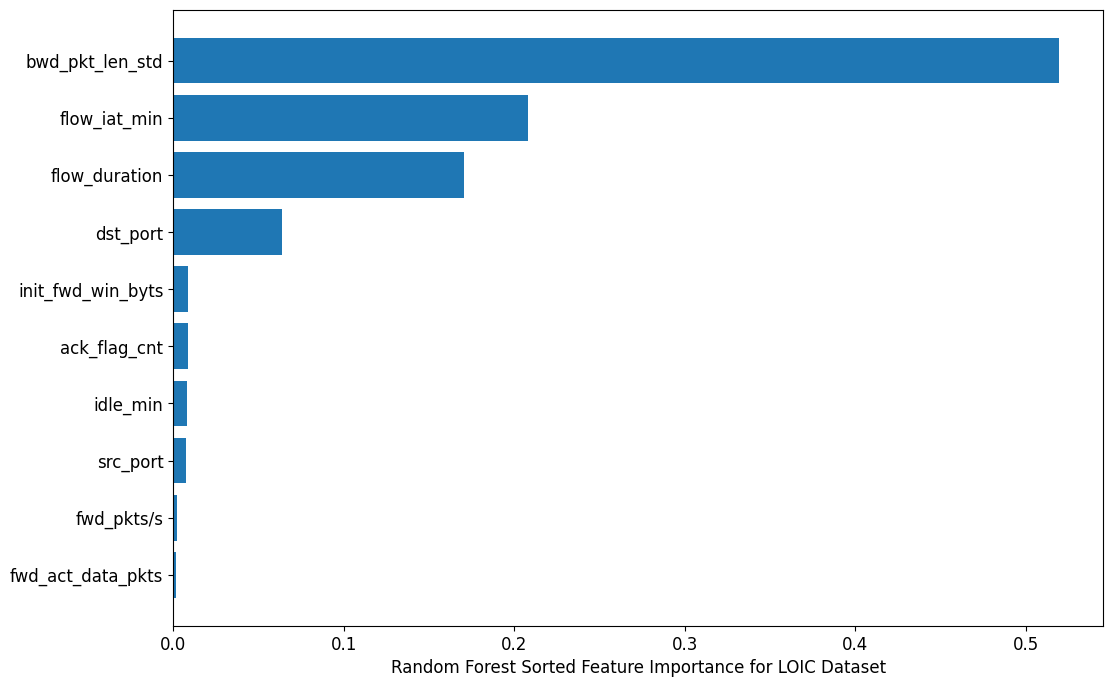 bwd_pkt_len_std
flow_iat_min
flow_duration
dst_port
init_fwd_win_byts
ack_flag_cnt
idle_min
src_port
fwd_pkts/s
fwd_act_data_pkts
0.0 0.1 0.2 0.3 0.4 0.5
Random Forest Sorted Feature Importance for LOIC Dataset